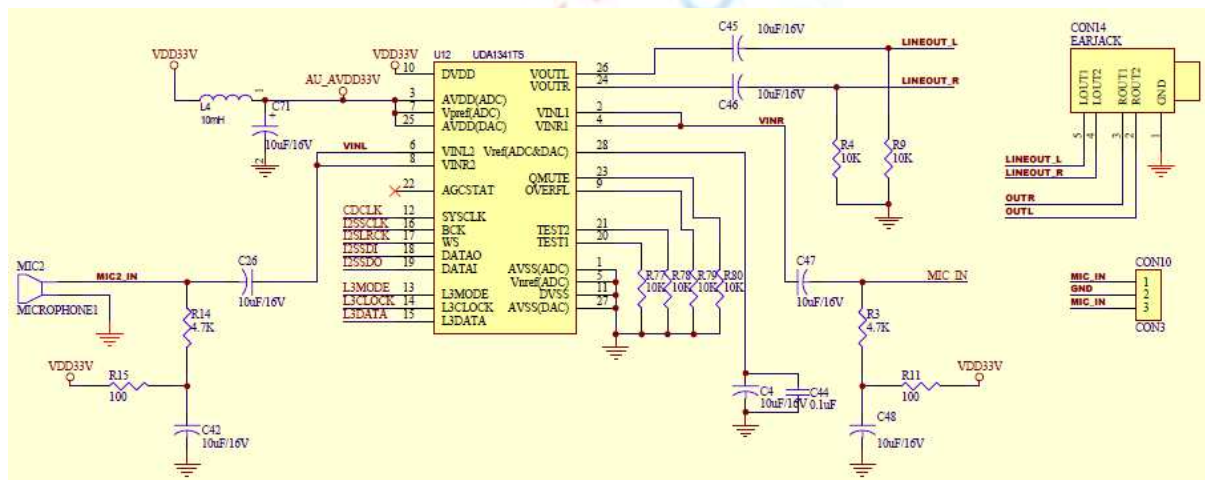 C45
10uF/16V
LINEOUT_L
CON14
EARJACK
VDD33V
VDD33V
U12
UDA1341TS
AU_AVDD33V
10
DVDD
VOUTL
26
VOUTR
24
C46
10uF/16V
LINEOUT_R
LOUT1
LOUT2
ROUT1
ROUT2
GND
L4
10mH
1
C71
+
10uF/16V
2
3
AVDD(ADC)
7
Vpref(ADC)
25
AVDD(DAC)
VINL1
2
VINR1
4
VINR
5
4
3
2
1
VINL
6
VINL2
8
VINR2
Vref(ADC&DAC)
28
R4
10K
R9
10K
LINEOUT_L
LINEOUT_R
OUTR
OUTL
22
AGCSTAT
QMUTE
23
OVERFL
9
CDCLK
12
SYSCLK
I2SSCLK
16
BCK
I2SLRCK
17
WS
I2SSDI
18
DATAO
I2SSDO
19
DATAI
TEST2
21
TEST1
20
AVSS(ADC)
1
Vnref(ADC)
5
DVSS
11
AVSS(DAC)
27
L3MODE
13
L3MODE
L3CLOCK
14
L3CLOCK
L3DATA
15
L3DATA
R77
10K
R78
10K
R79
10K
R80
10K
MIC2
MIC2_IN
MICROPHONE1
C26
10uF/16V
C47
10uF/16V
MIC_IN
CON10
MIC_IN
1
GND
2
MIC_IN
3
CON3
R14
4.7K
R3
4.7K
VDD33V
R15
100
C42
10uF/16V
C4
10uF/16V
C44
0.1uF
VDD33V
R11
100
C48
10uF/16V